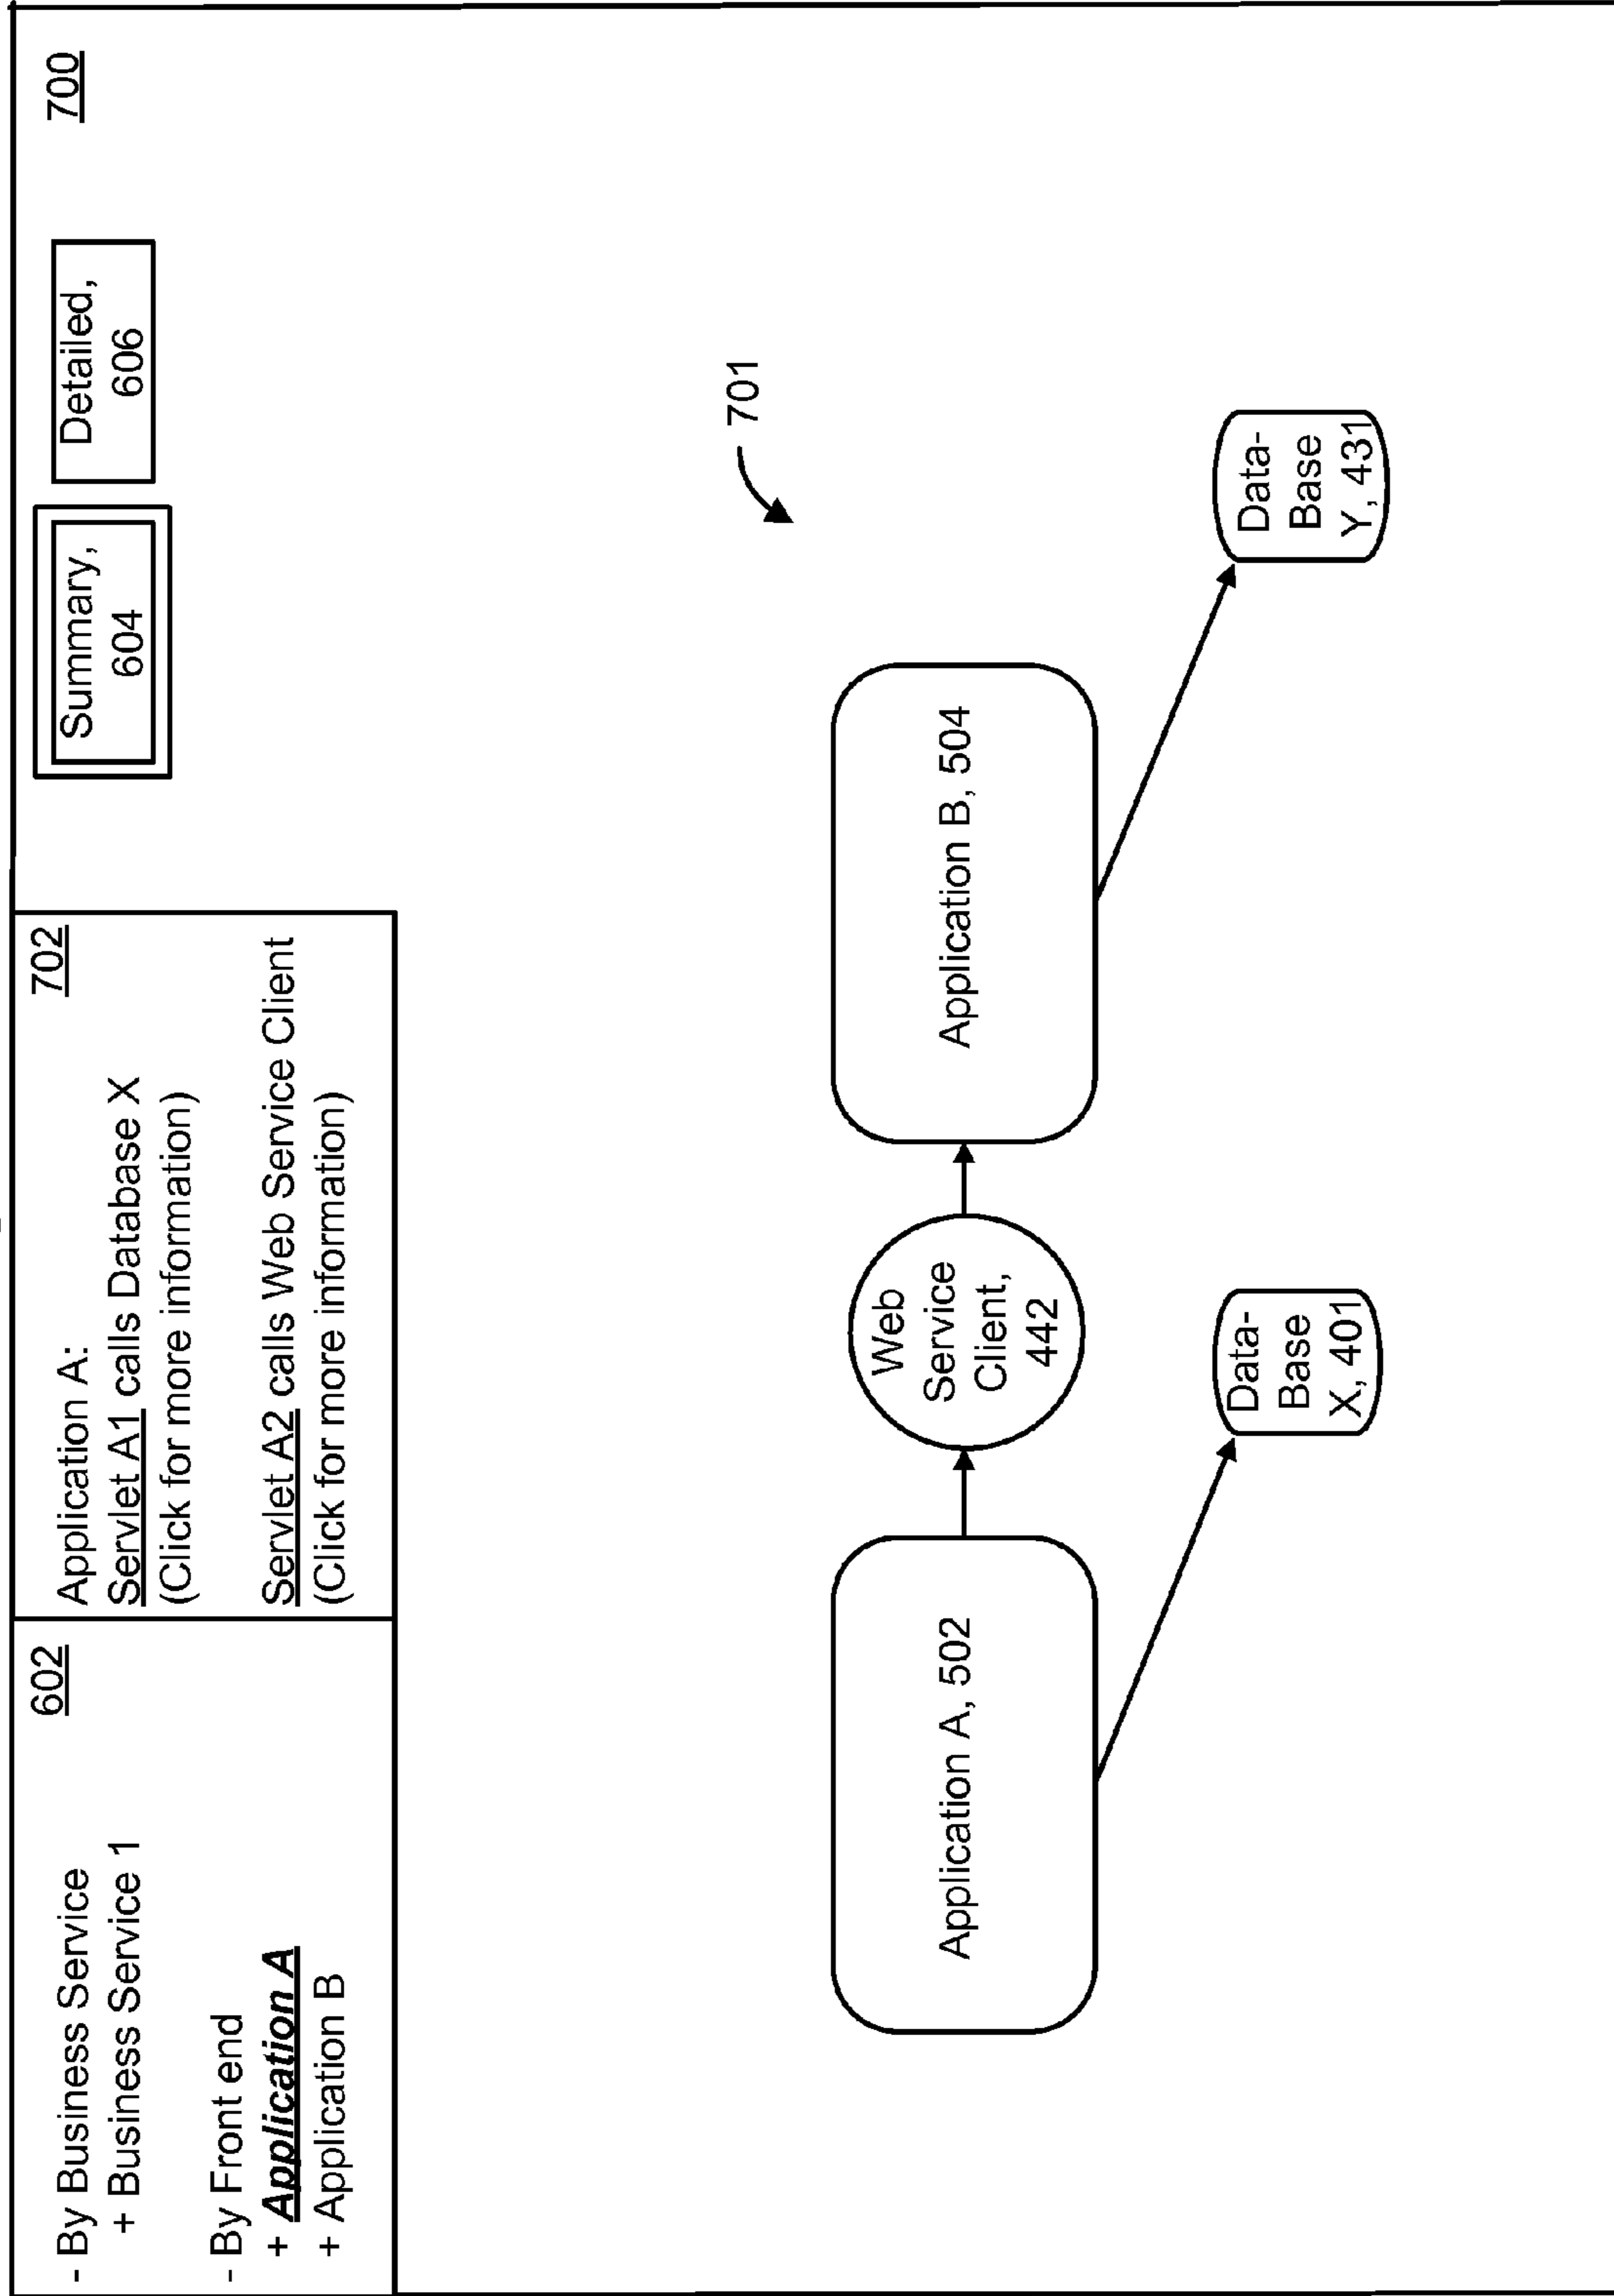 602
- By Business Service
+ Business Service 1
- By Front end
+ Application A
+ Application B
702
Application A:
Servlet A1 calls Database X
(Click for more information)
Servlet A2 calls Web Service Client
(Click for more information)
Summary,
604
Detailed,
606
700
701
Application A, 502
Web
Service
Client,
442
Application B, 504
Data-
Base
X, 401
Data-
Base
Y, 431